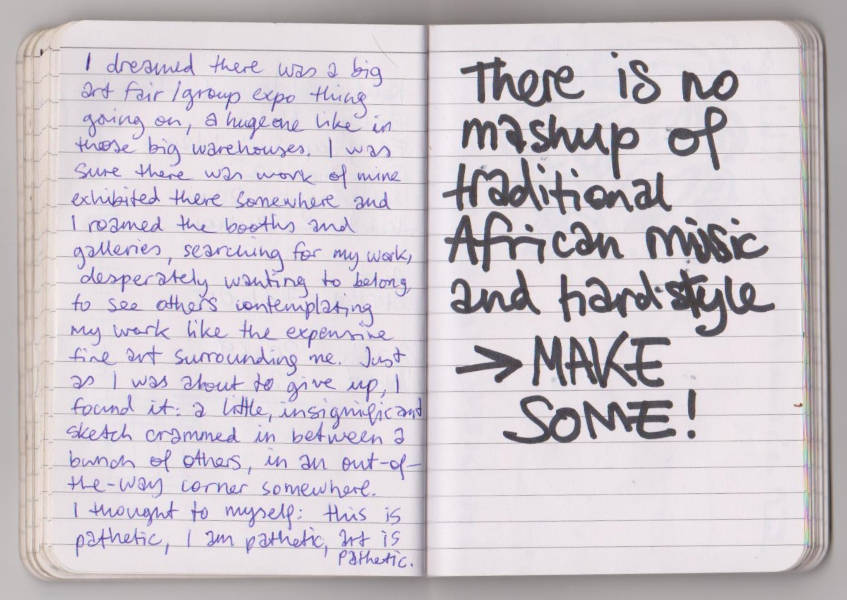 I dreamed there was a big
art fair/group expo thing
going on, a huge one like in
those big warehouses. I was
sure there was work of mine
exhibited there somewhere and
I roamed the booths and
galleries, searching for my work,
desperately wanting to belong,
to see others contemplating
my work like the expensive
fine art surrounding me. Just
as I was about to give up, I
found it: a little, insignificant
sketch crammed in between a
bunch of others, in an out-of-
the-way corner somewhere.
I thought to myself: this is
pathetic, I am pathetic, art is
pathetic.
There is no
mashup of
traditional
African music
and hardstyle
→ MAKE
SOME!